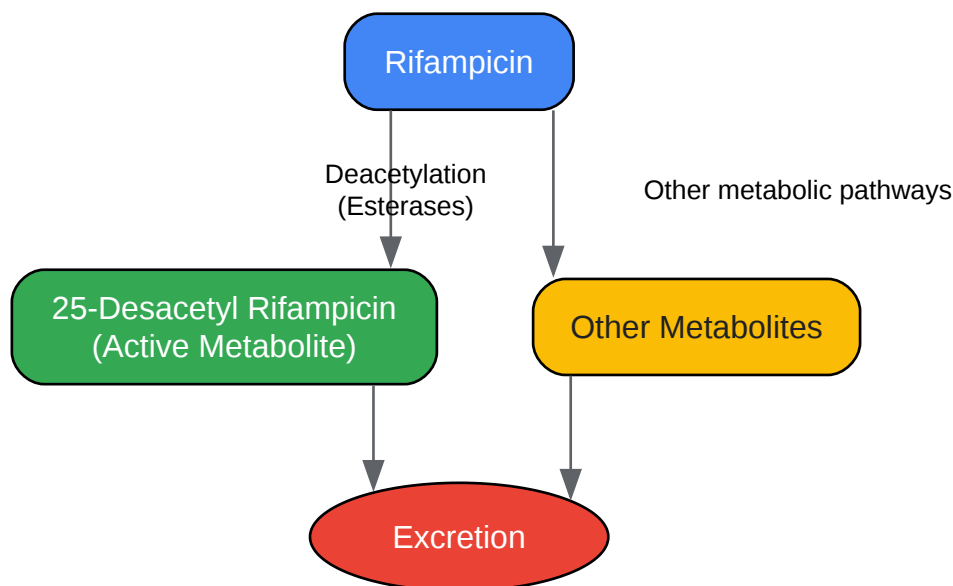 Rifampicin
Deacetylation
(Esterases)
Other metabolic pathways
25-Desacetyl Rifampicin
(Active Metabolite)
Other Metabolites
Excretion